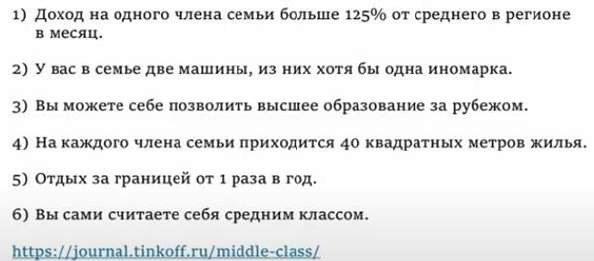 1) Доход на одного члена семьи больше 125% от среднего в регионе
в месяц.
2) У вас в семье две машины, из них хотя бы одна иномарка.
3) Вы можете себе позволить высшее образование за рубежом.
4) На каждого члена семьи приходится 40 квадратных метров жилья.
5) Отдых за границей от 1 раза в год.
6) Вы сами считаете себя средним классом.
https://journal.tinkoff.ru/middle-class/